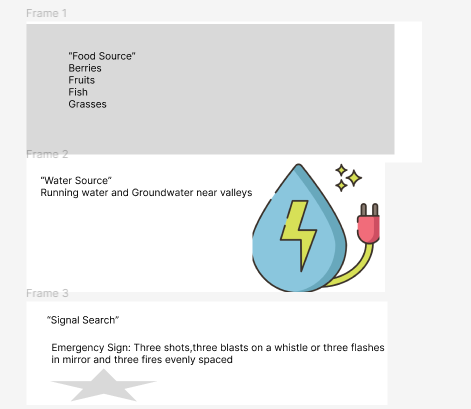 Frame 1
"Food Source"
Berries
Fruits
Fish
Grasses
Frame 2
"Water Source"
Running water and Groundwater near valleys
Frame 3
"Signal Search"
Emergency Sign: Three shots,three blasts on a whistle or three flashes
in mirror and three fires evenly spaced